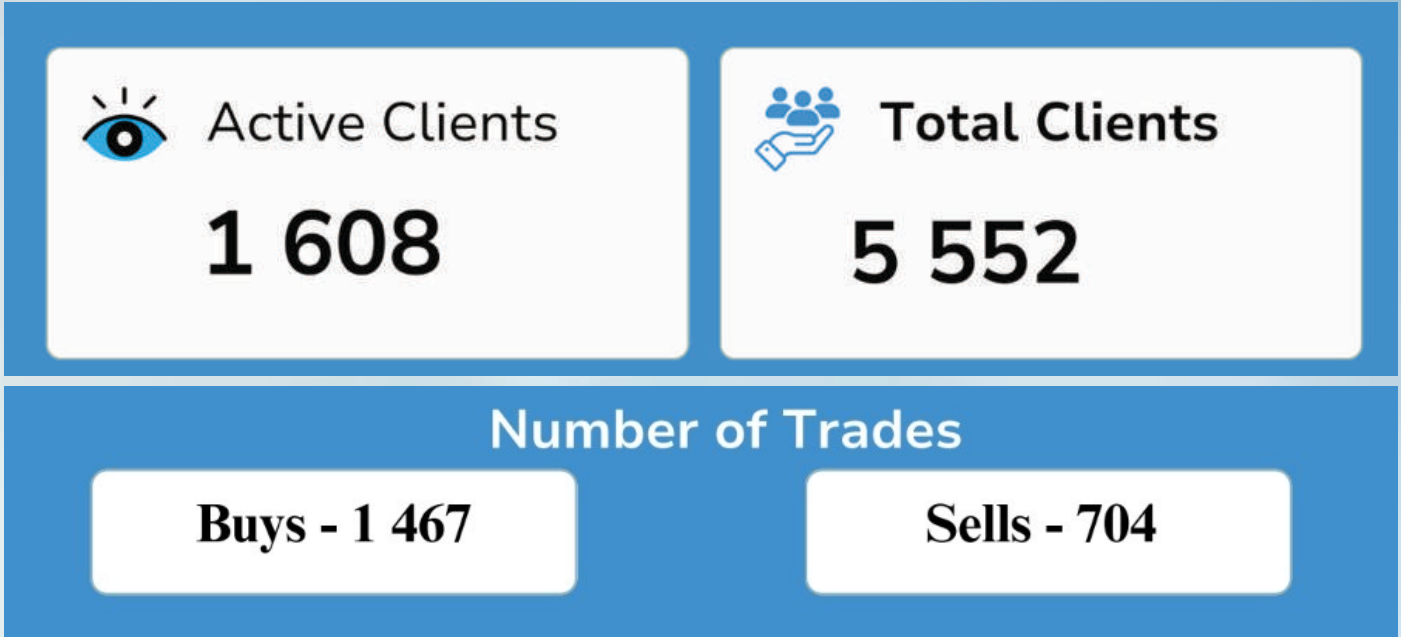 Active Clients
1 608
Total Clients
5 552
Number of Trades
Buys - 1 467
Sells - 704